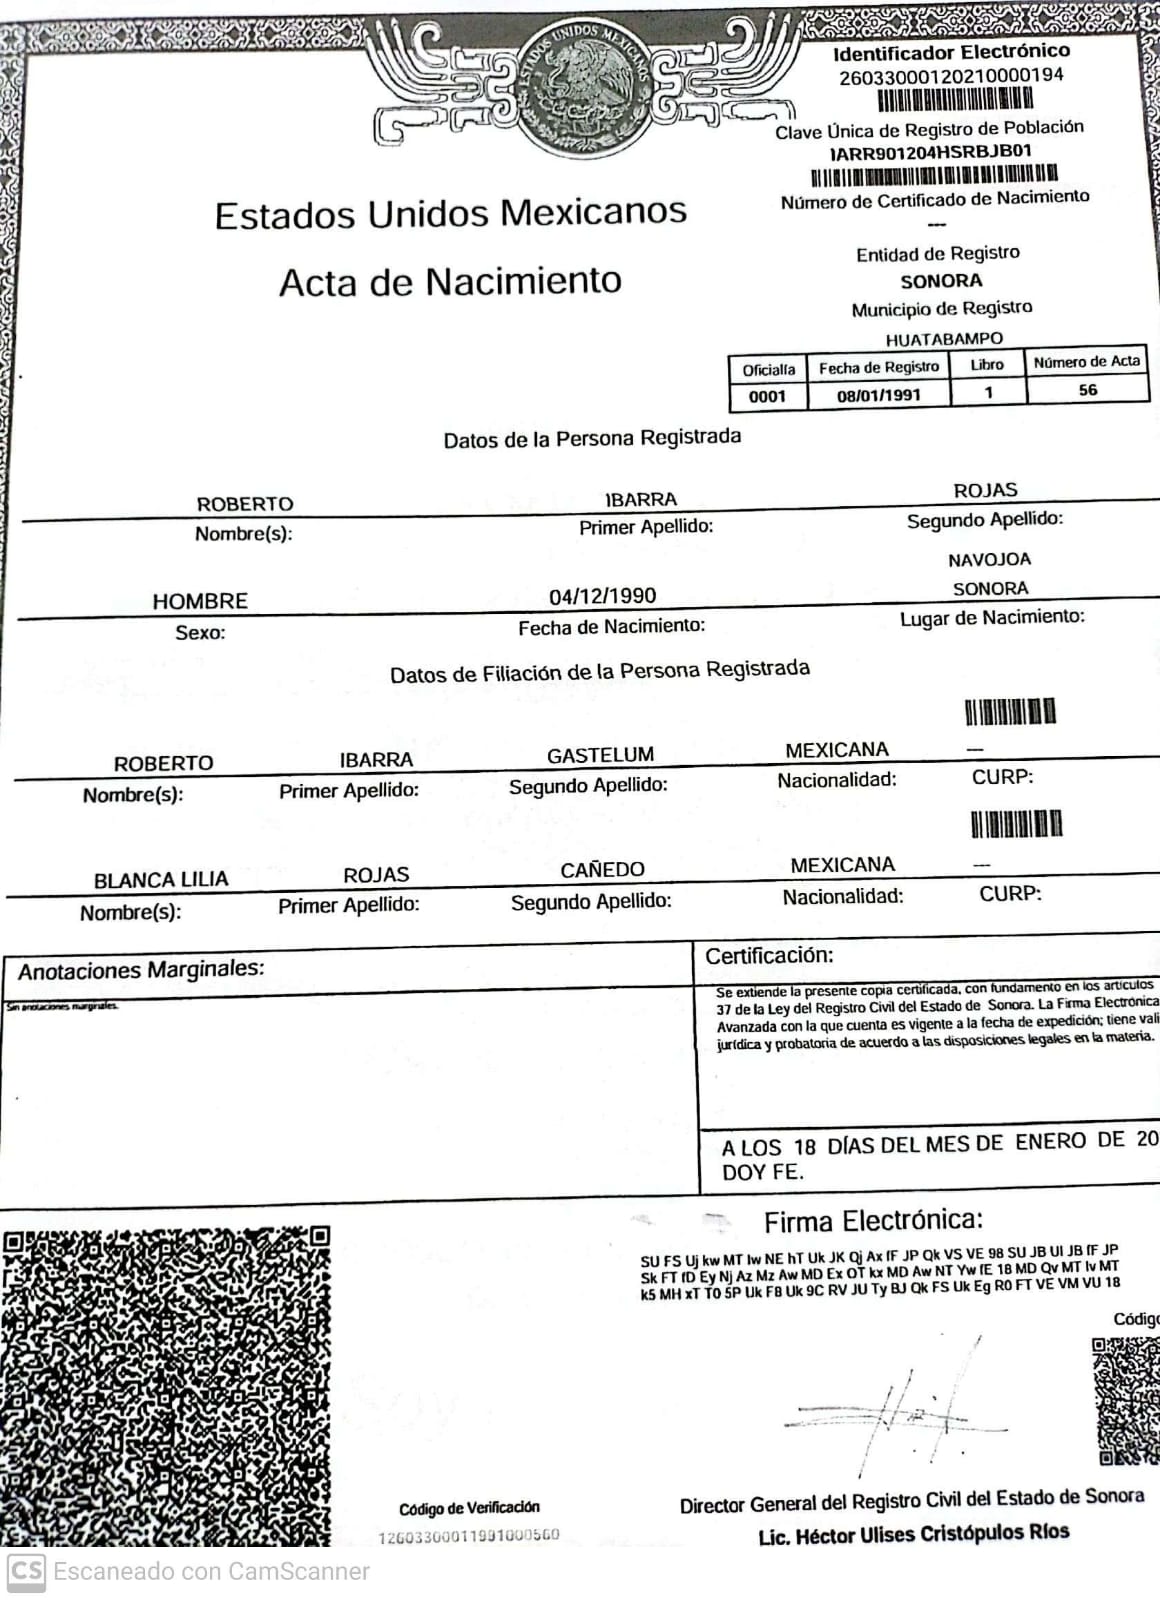 ESTADOS UNIDOS MEXICANOS
Identificador Electrónico
26033000120210000194
Clave Única de Registro de Población
IARR901204HSRBJB01
Número de Certificado de Nacimiento
---
Entidad de Registro
SONORA
Municipio de Registro
HUATABAMPO
Estados Unidos Mexicanos
Acta de Nacimiento
Oficialía Fecha de Registro Libro Número de Acta
0001 08/01/1991 1 56
Datos de la Persona Registrada
ROBERTO IBARRA ROJAS
Nombre(s): Primer Apellido: Segundo Apellido:
NAVOJOA
HOMBRE 04/12/1990 SONORA
Sexo: Fecha de Nacimiento: Lugar de Nacimiento:
Datos de Filiación de la Persona Registrada
ROBERTO IBARRA GASTELUM MEXICANA ---
Nombre(s): Primer Apellido: Segundo Apellido: Nacionalidad: CURP:
BLANCA LILIA ROJAS CAÑEDO MEXICANA ---
Nombre(s): Primer Apellido: Segundo Apellido: Nacionalidad: CURP:
Anotaciones Marginales:
Sin anotaciones marginales.
Certificación:
Se extiende la presente copia certificada, con fundamento en los artículos
37 de la Ley del Registro Civil del Estado de Sonora. La Firma Electrónica
Avanzada con la que cuenta es vigente a la fecha de expedición; tiene vali
jurídica y probatoria de acuerdo a las disposiciones legales en la materia.
A LOS 18 DÍAS DEL MES DE ENERO DE 20
DOY FE.
Firma Electrónica:
SU FS Uj kw MT Iw NE hT Uk JK Qj Ax fF JP Qk VS VE 98 SU JB Ul JB fF JP
Sk FT fD Ey Nj Az Mz Aw MD Ex OT kx MD Aw NT Yw fE 18 MD Qv MT Iv MT
k5 MH xT T0 5P Uk F8 Uk 9C RV JU Ty BJ Qk FS Uk Eg R0 FT VE VM VU 18
Códig
Código de Verificación
12603300011991000560
Director General del Registro Civil del Estado de Sonora
Lic. Héctor Ulises Cristópulos Ríos
CS Escaneado con CamScanner